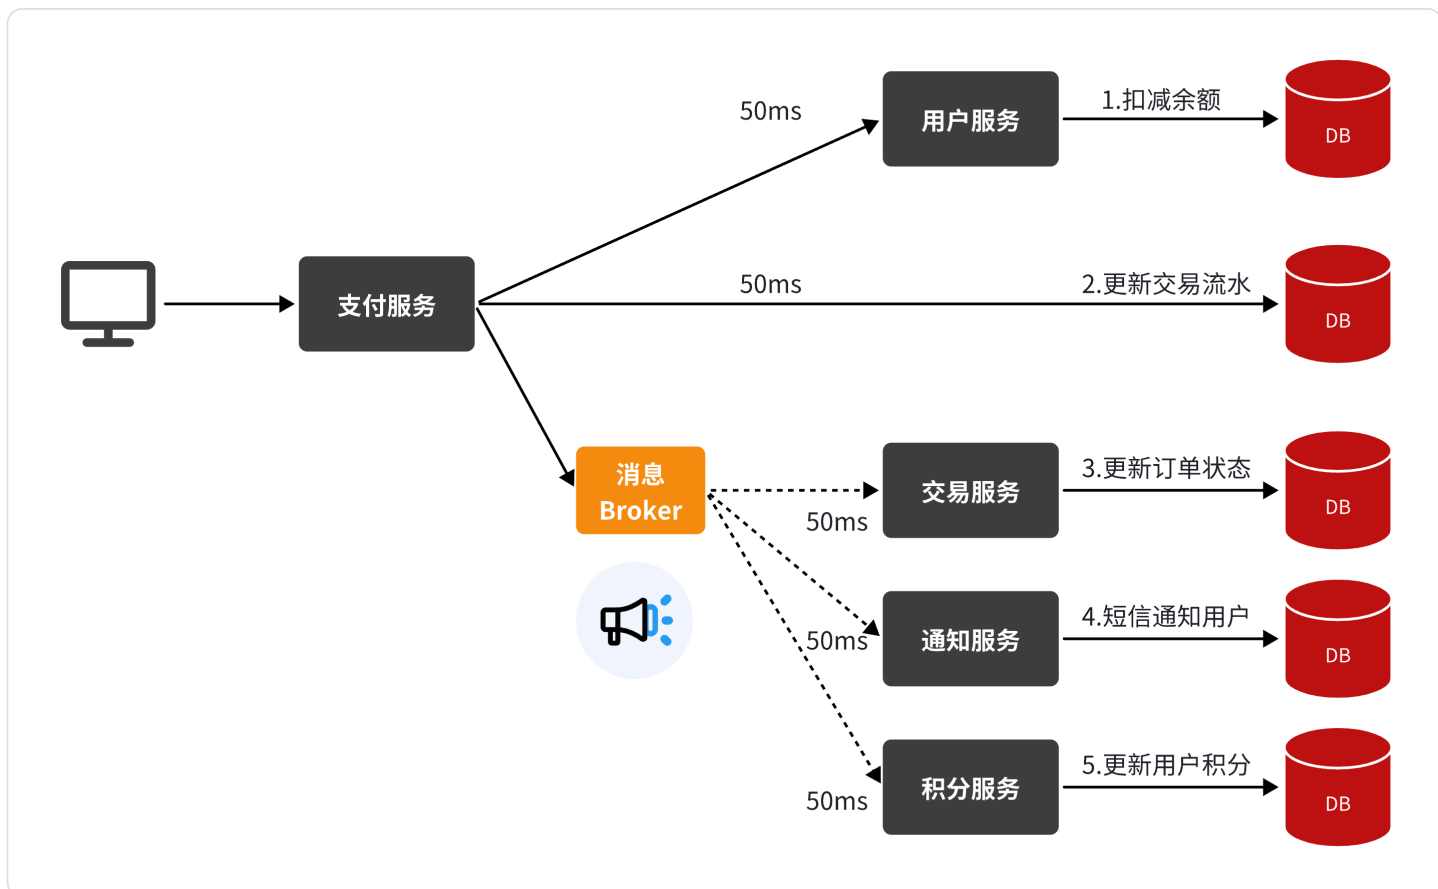 50ms
用户服务
1.扣减余额
DB
支付服务
50ms
2.更新交易流水
DB
消息
Broker
50ms
交易服务
3.更新订单状态
DB
50ms
通知服务
4.短信通知用户
DB
50ms
积分服务
5.更新用户积分
DB